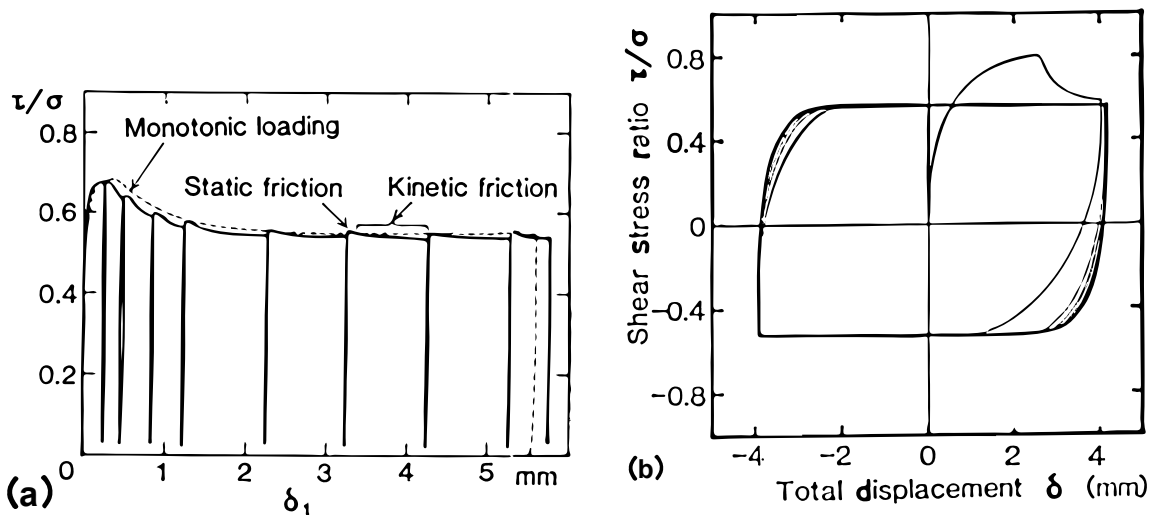 τ/σ
0.8
0.6
0.4
0.2
0
1
2
3
4
5
mm
δ₁
Monotonic loading
Static friction
Kinetic friction
(a)
Shear stress ratio τ/σ
0.8
0.4
0
−0.4
−0.8
−4
−2
0
2
4
Total displacement δ (mm)
(b)